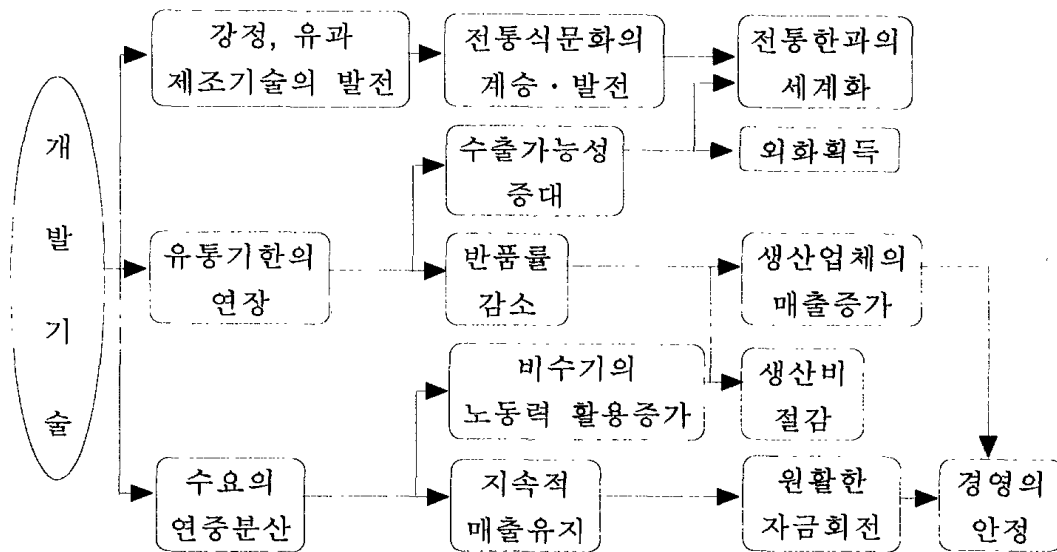 개
발
기
술
강정, 유과
제조기술의 발전
전통식문화의
계승·발전
전통한과의
세계화
수출가능성
증대
외화획득
유통기한의
연장
반품률
감소
생산업체의
매출증가
비수기의
노동력 활용증가
생산비
절감
수요의
연중분산
지속적
매출유지
원활한
자금회전
경영의
안정